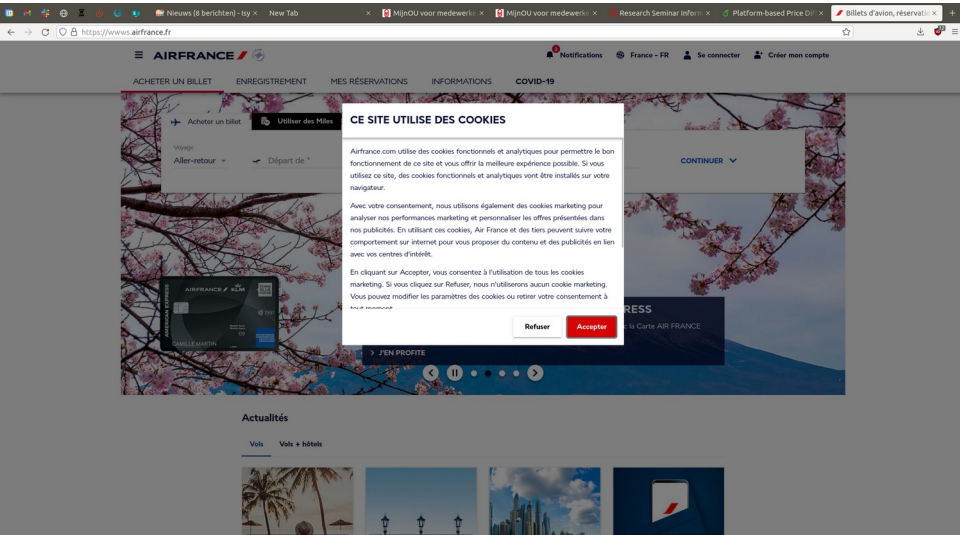 Nieuws (8 berichten) - Isy
New Tab
MijnOU voor medewerke
MijnOU voor medewerke
Research Seminar Inform
Platform-based Price Di
Billets d'avion, réservatio
https://wwws.airfrance.fr
AIRFRANCE
2
Notifications
France – FR
Se connecter
Créer mon compte
ACHETER UN BILLET
ENREGISTREMENT
MES RÉSERVATIONS
INFORMATIONS
COVID-19
Acheter un billet
Utiliser des Miles
Voyage
Aller-retour
Départ de *
CONTINUER
CE SITE UTILISE DES COOKIES
Airfrance.com utilise des cookies fonctionnels et analytiques pour permettre le bon
fonctionnement de ce site et vous offrir la meilleure expérience possible. Si vous
utilisez ce site, des cookies fonctionnels et analytiques vont être installés sur votre
navigateur.
Avec votre consentement, nous utilisons également des cookies marketing pour
analyser nos performances marketing et personnaliser les offres présentées dans
nos publicités. En utilisant ces cookies, Air France et des tiers peuvent suivre votre
comportement sur internet pour vous proposer du contenu et des publicités en lien
avec vos centres d'intérêt.
En cliquant sur Accepter, vous consentez à l'utilisation de tous les cookies
marketing. Si vous cliquez sur Refuser, nous n'utiliserons aucun cookie marketing.
Vous pouvez modifier les paramètres des cookies ou retirer votre consentement à
tout moment.
Refuser
Accepter
AIRFRANCE KLM
AMERICAN EXPRESS
CAMILLE MARTIN
RESS
la Carte AIR FRANCE
J'EN PROFITE
Actualités
Vols
Vols + hôtels